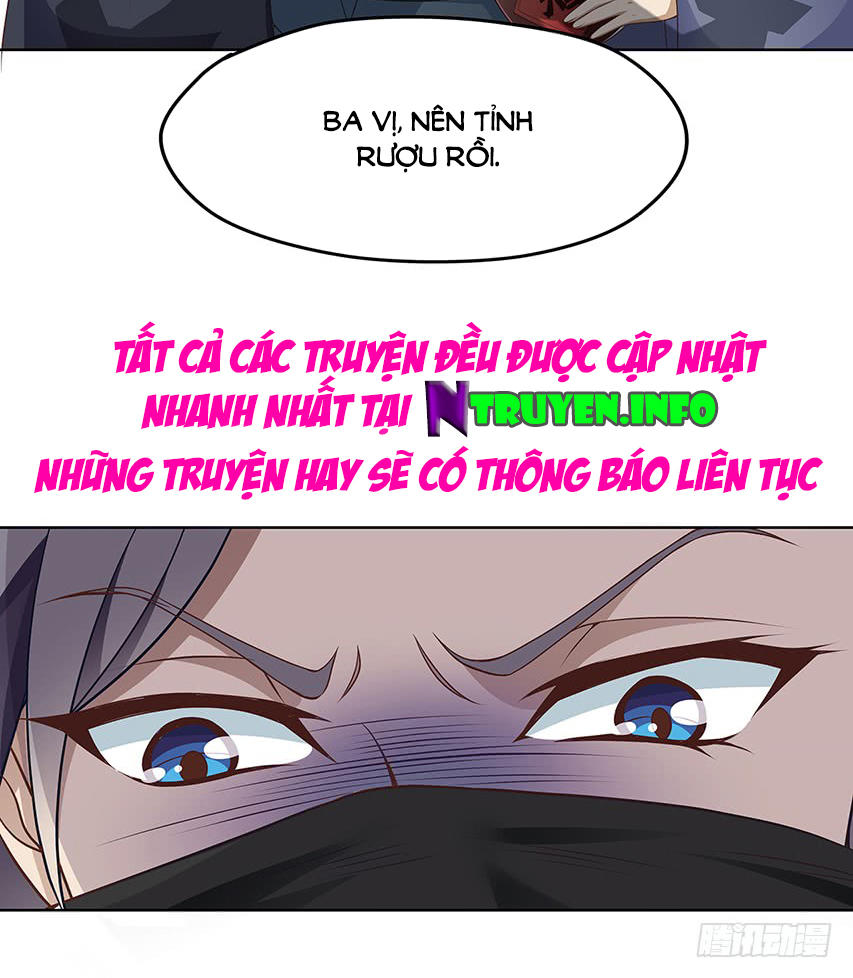 BA VỊ, NÊN TỈNH
RƯỢU RỒI.
TẤT CẢ CÁC TRUYỆN ĐỀU ĐƯỢC CẬP NHẬT
NHANH NHẤT TẠI NTRUYEN.INFO
NHỮNG TRUYỆN HAY SẼ CÓ THÔNG BÁO LIÊN TỤC
腾讯动漫